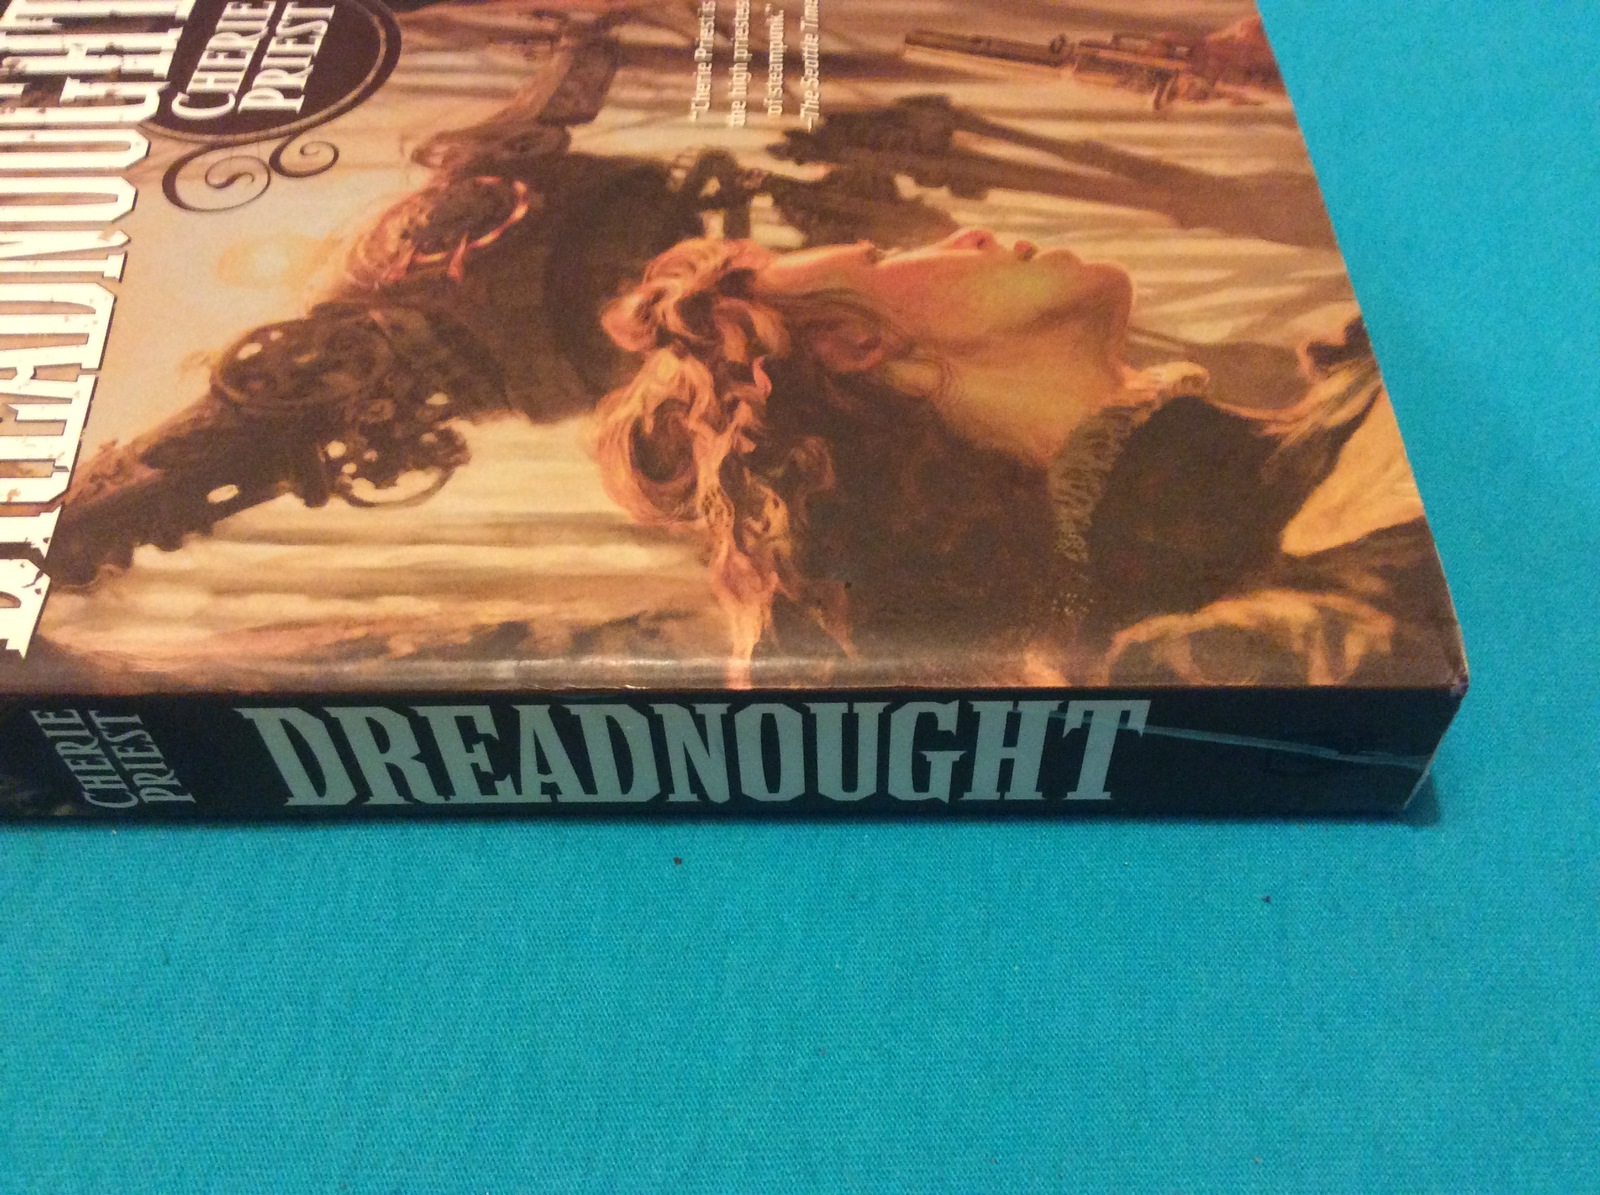 DREADNOUGHT
CHERIE
PRIEST
"Cherie Priest is
the high priestess
of steampunk."
—The Seattle Times
CHERIE
PRIEST
DREADNOUGHT